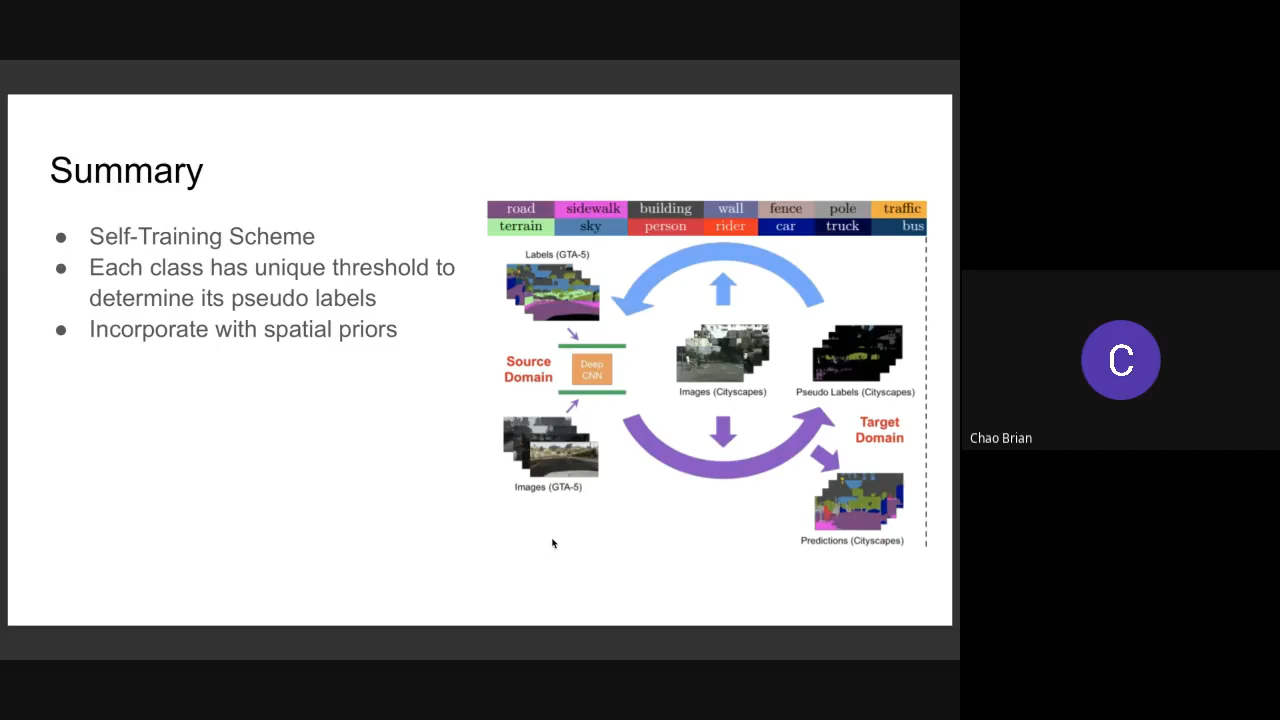 Summary
● Self-Training Scheme
● Each class has unique threshold to
determine its pseudo labels
● Incorporate with spatial priors
road sidewalk building wall fence pole traffic
terrain sky person rider car truck bus
Labels (GTA-5)
Source
Domain
Deep
CNN
Images (GTA-5)
Images (Cityscapes)
Pseudo Labels (Cityscapes)
Target
Domain
Predictions (Cityscapes)
C
Chao Brian